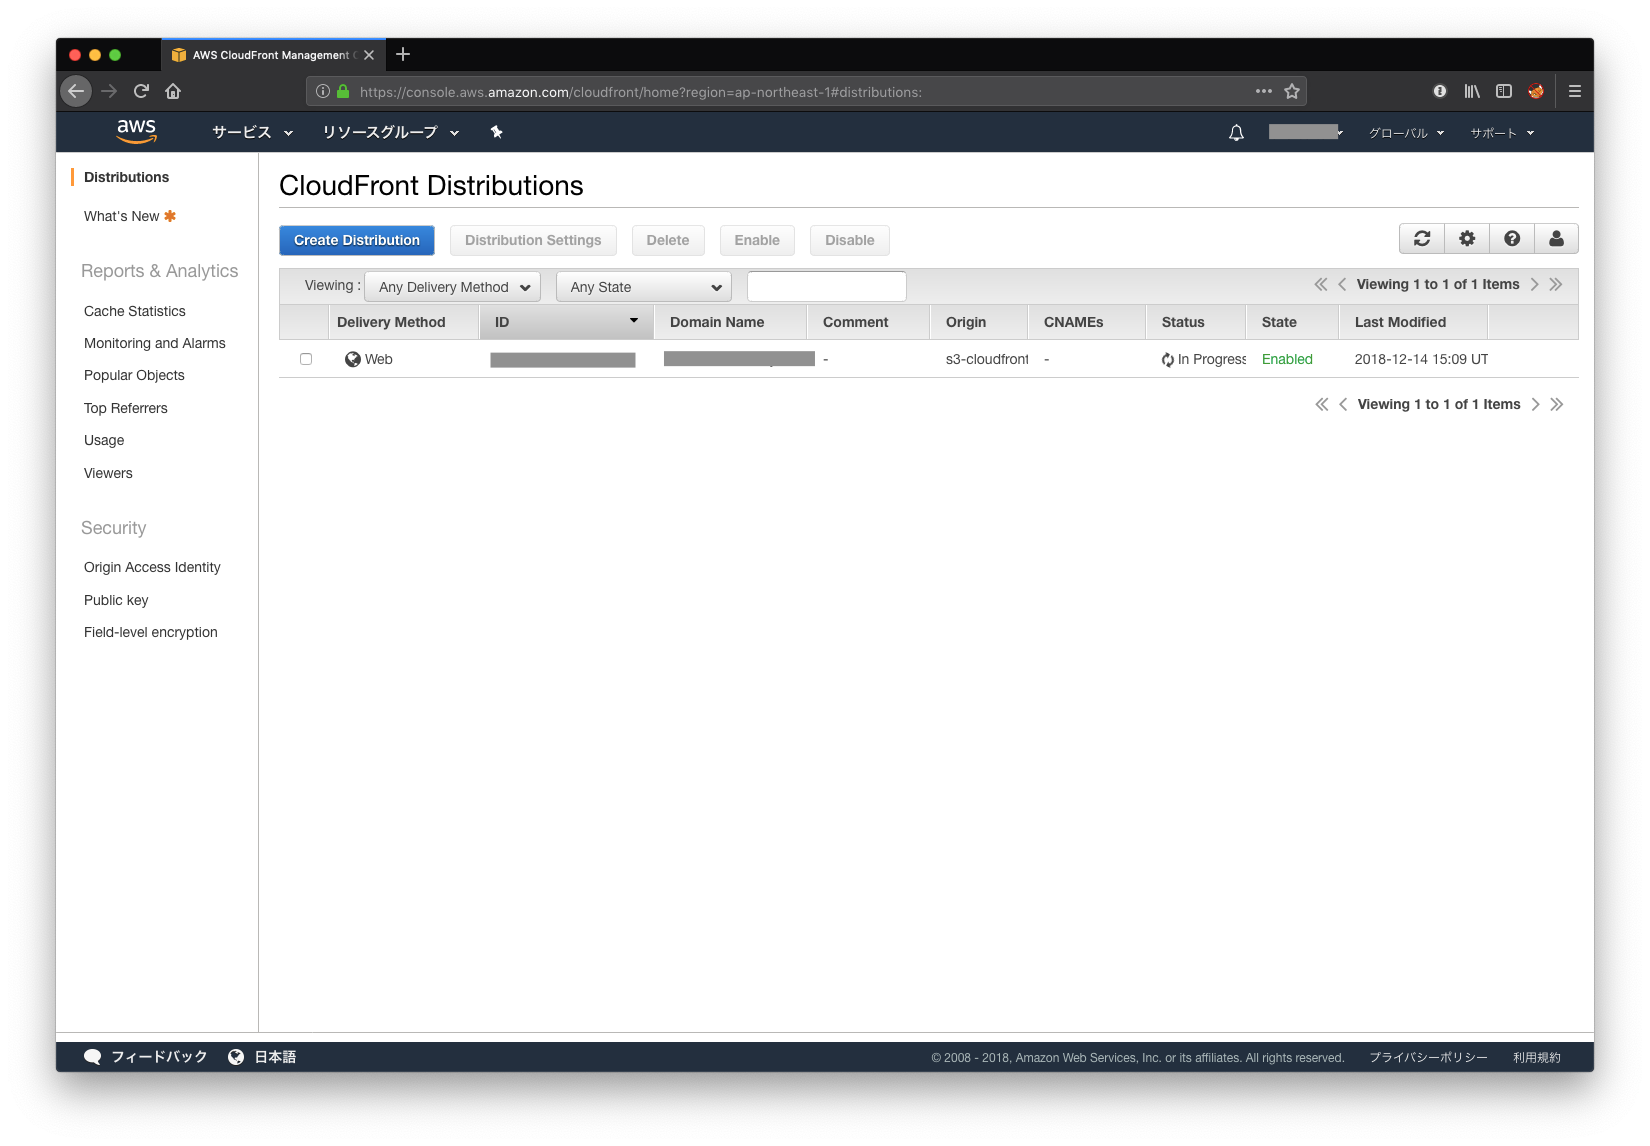 AWS CloudFront Management C
https://console.aws.amazon.com/cloudfront/home?region=ap-northeast-1#distributions:
aws サービス リソースグループ グローバル サポート
Distributions
What's New
Reports & Analytics
Cache Statistics
Monitoring and Alarms
Popular Objects
Top Referrers
Usage
Viewers
Security
Origin Access Identity
Public key
Field-level encryption
CloudFront Distributions
Create Distribution Distribution Settings Delete Enable Disable
Viewing : Any Delivery Method Any State Viewing 1 to 1 of 1 Items
Delivery Method ID Domain Name Comment Origin CNAMEs Status State Last Modified
Web - s3-cloudfront - In Progress Enabled 2018-12-14 15:09 UT
Viewing 1 to 1 of 1 Items
フィードバック 日本語 © 2008 - 2018, Amazon Web Services, Inc. or its affiliates. All rights reserved. プライバシーポリシー 利用規約